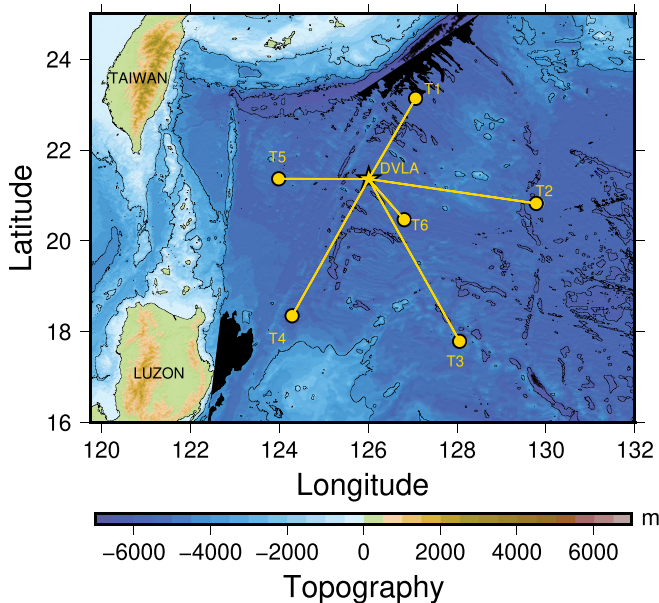 24
22
20
18
16
Latitude
TAIWAN
LUZON
T1
DVLA
T5
T2
T6
T4
T3
120
122
124
126
128
130
132
Longitude
−6000
−4000
−2000
0
2000
4000
6000
m
Topography